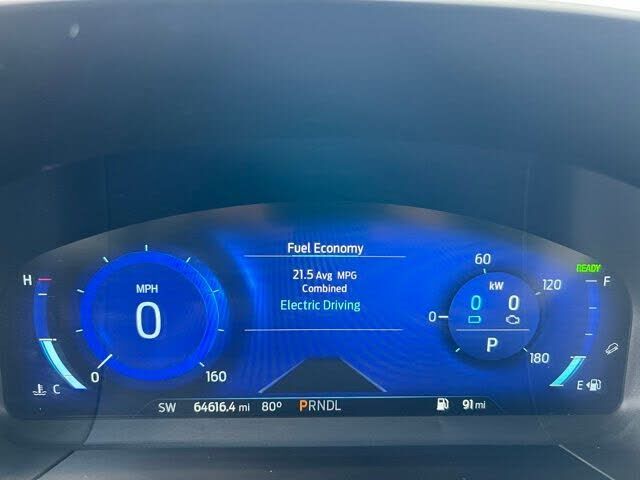 Fuel Economy
21.5 Avg MPG
Combined
Electric Driving
H
C
MPH
0
0
160
60
120
0
180
kW
0 0
P
READY
F
E
SW 64616.4 mi 80° PRNDL 91 mi